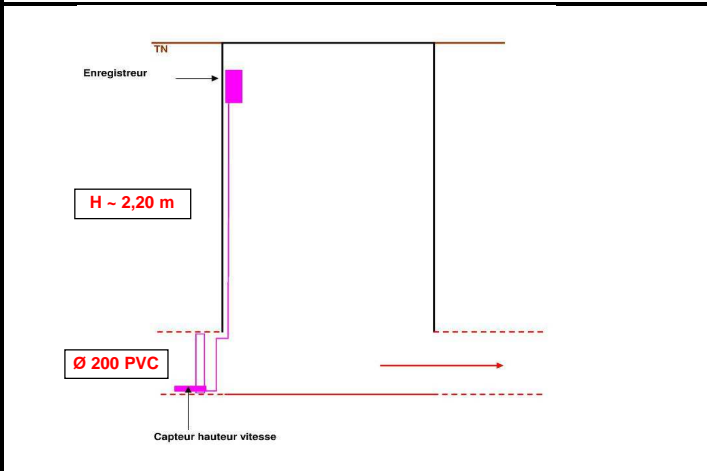 TN
Enregistreur
H ~ 2,20 m
Ø 200 PVC
Capteur hauteur vitesse